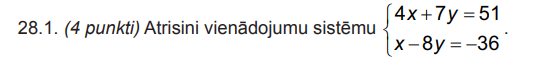 28.1. (4 punkti) Atrisini vienādojumu sistēmu {4x+7y=51
x−8y=−36 .